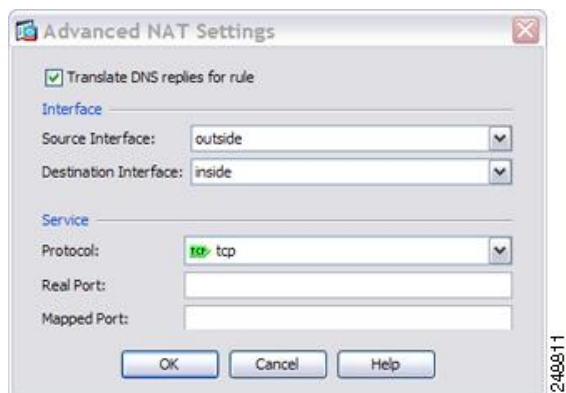 Advanced NAT Settings
Translate DNS replies for rule
Interface
Source Interface: outside
Destination Interface: inside
Service
Protocol: TCP tcp
Real Port:
Mapped Port:
OK Cancel Help
248811